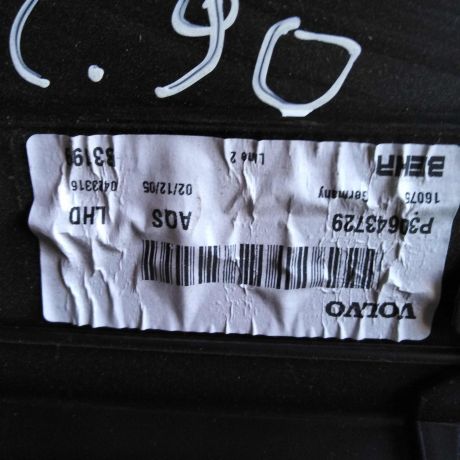 C.90
VOLVO
P30643729 AQS LHD
Germany 02/12/05
16075
BEHR Line 2